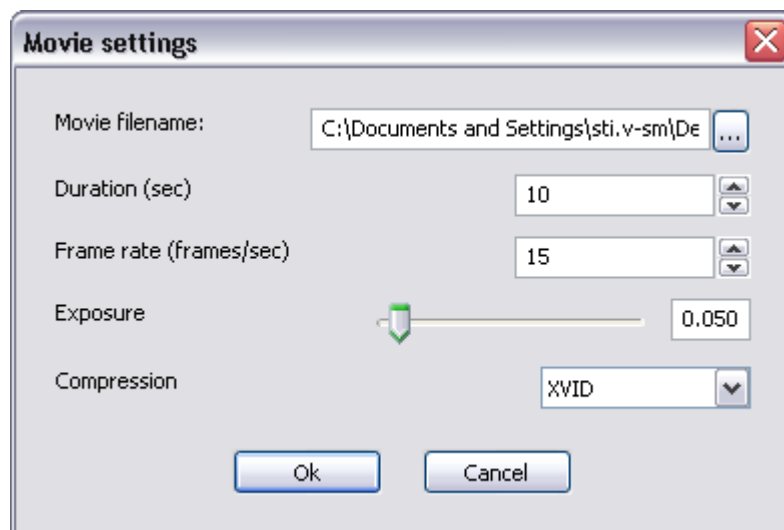 Movie settings
Movie filename: C:\Documents and Settings\sti.v-sm\De ...
Duration (sec) 10
Frame rate (frames/sec) 15
Exposure 0.050
Compression XVID
Ok Cancel